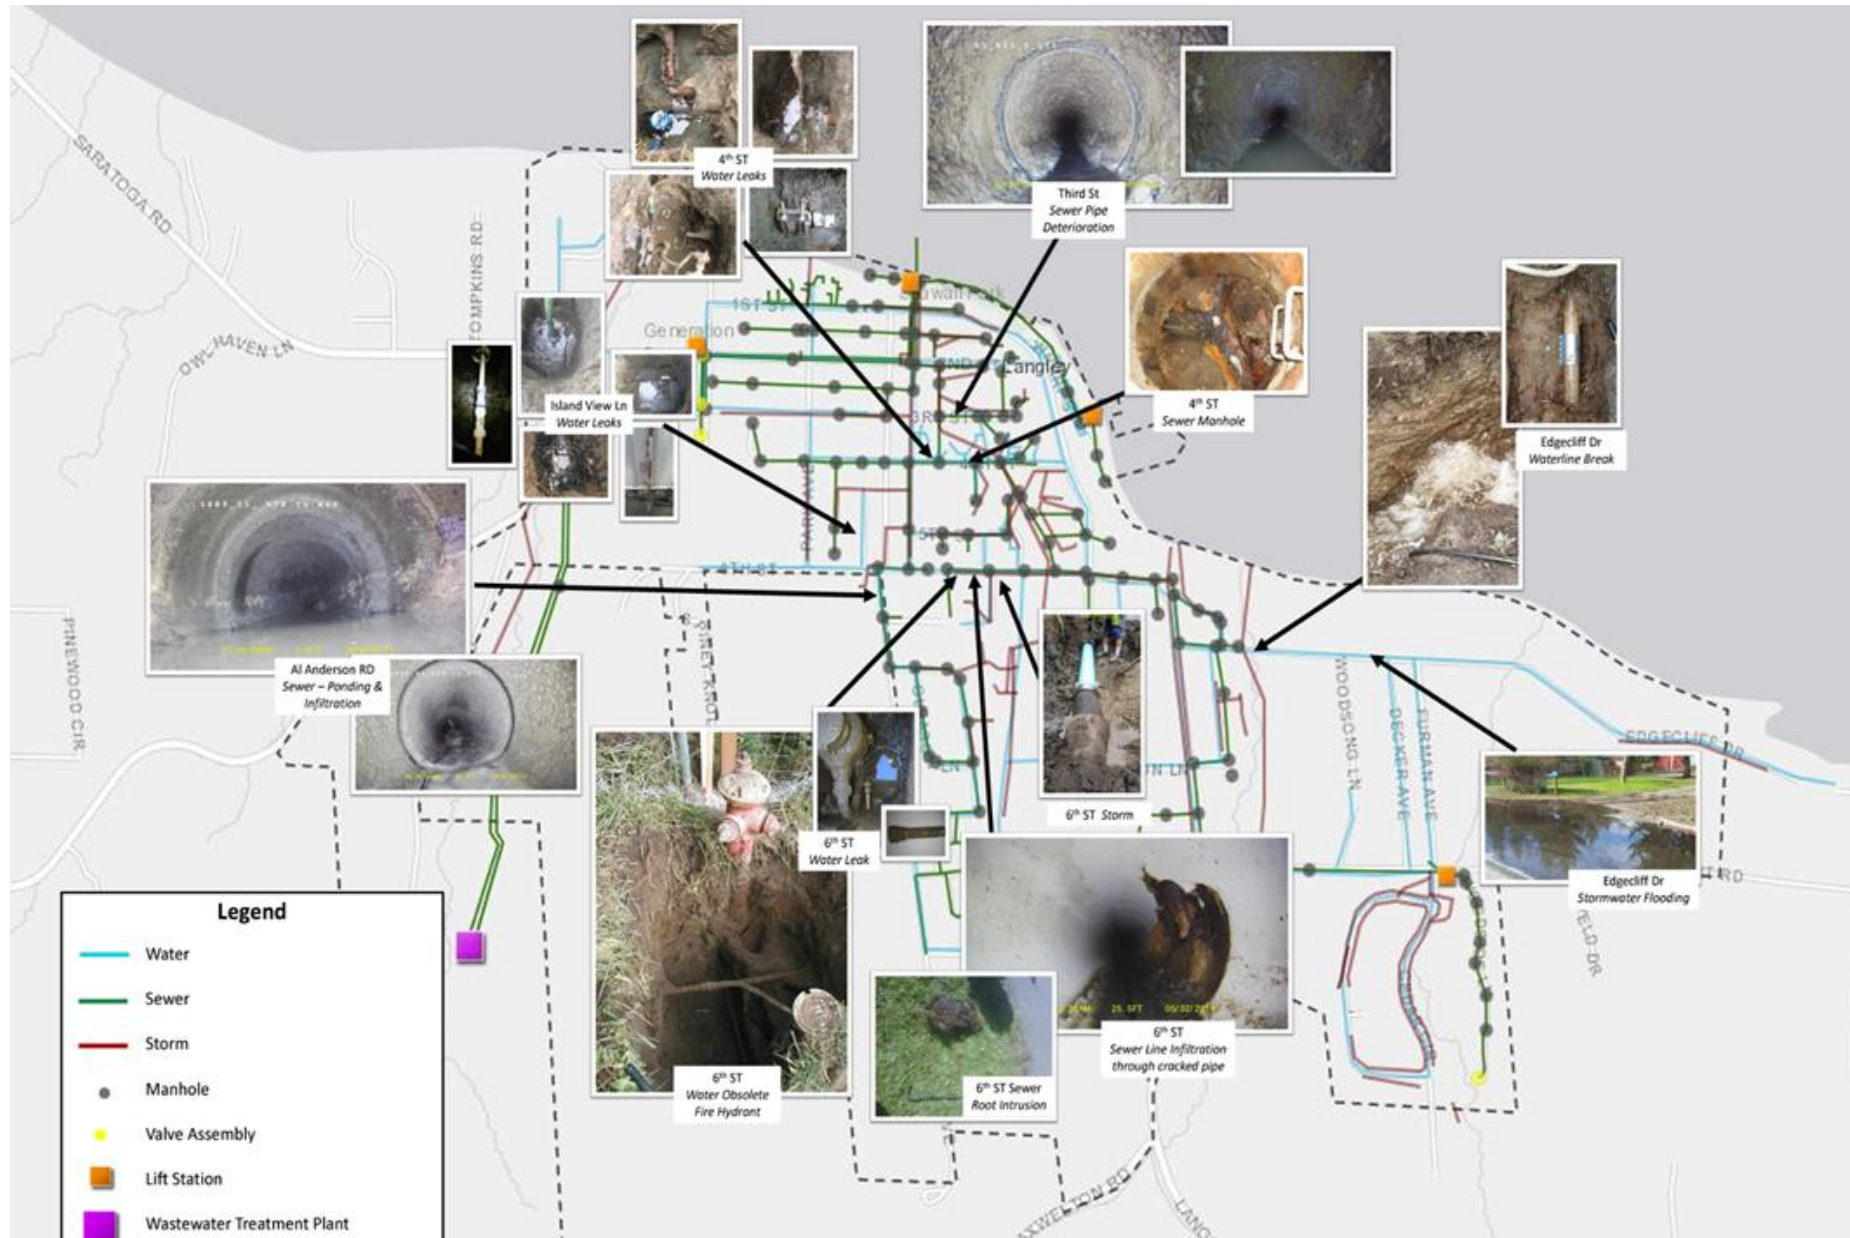 4th ST
Water Leaks
Third St
Sewer Pipe
Deterioration
4th ST
Sewer Manhole
Edgecliff Dr
Waterline Break
Island View Ln
Water Leaks
Al Anderson RD
Sewer – Ponding &
Infiltration
6th ST
Water Leak
6th ST Storm
Edgecliff Dr
Stormwater Flooding
6th ST
Water Obsolete
Fire Hydrant
6th ST Sewer
Root Intrusion
6th ST
Sewer Line Infiltration
through cracked pipe
SARATOGA RD
TOMPKINS RD
OWL HAVEN LN
PINEWOOD CIR
Generation
1ST ST
Langley
4TH ST
WOODSONG LN
DECKER AVE
FURMAN AVE
EDGECLIFF DR
25.5FT
Legend
Water
Sewer
Storm
Manhole
Valve Assembly
Lift Station
Wastewater Treatment Plant